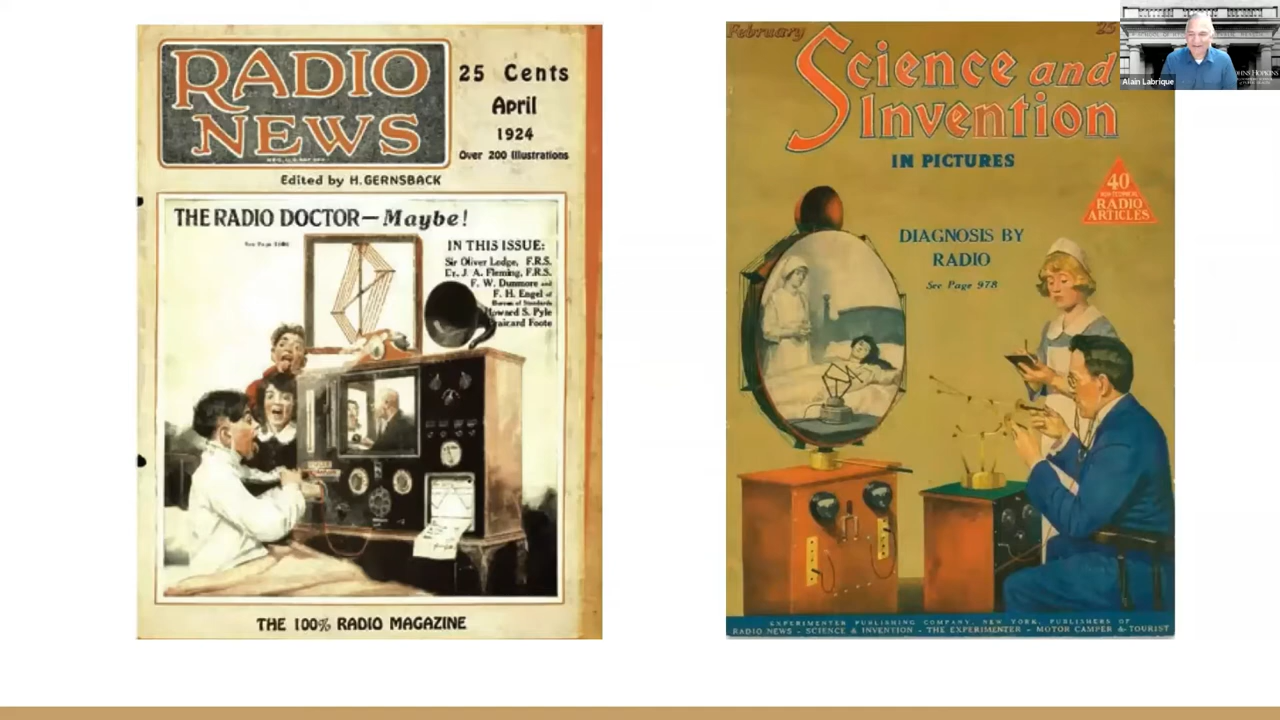 RADIO
NEWS
25 Cents
April
1924
Over 200 Illustrations
Edited by H. GERNSBACK
THE RADIO DOCTOR—Maybe!
IN THIS ISSUE:
Sir Oliver Lodge, F.R.S.
Dr. J. A. Fleming, F.R.S.
F. W. Dunmore and
F. H. Engel of
Bureau of Standards
Howard S. Pyle
Brainard Foote
THE 100% RADIO MAGAZINE
February
25
Science and
Invention
IN PICTURES
40
RADIO
ARTICLES
DIAGNOSIS BY
RADIO
See Page 978
EXPERIMENTER PUBLISHING COMPANY, NEW YORK, PUBLISHERS OF
RADIO NEWS - SCIENCE & INVENTION - THE EXPERIMENTER - MOTOR CAMPER & TOURIST
Alain Labrique